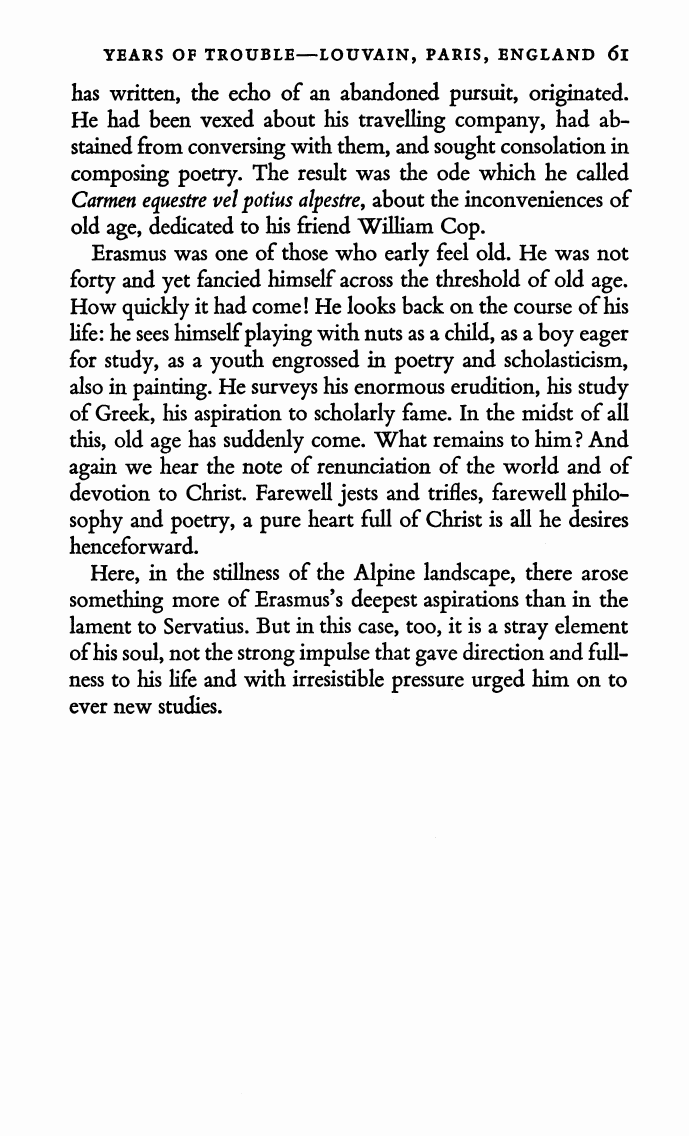 YEARS OF TROUBLE—LOUVAIN, PARIS, ENGLAND 61
has written, the echo of an abandoned pursuit, originated.
He had been vexed about his travelling company, had ab-
stained from conversing with them, and sought consolation in
composing poetry. The result was the ode which he called
Carmen equestre vel potius alpestre, about the inconveniences of
old age, dedicated to his friend William Cop.
Erasmus was one of those who early feel old. He was not
forty and yet fancied himself across the threshold of old age.
How quickly it had come! He looks back on the course of his
life: he sees himself playing with nuts as a child, as a boy eager
for study, as a youth engrossed in poetry and scholasticism,
also in painting. He surveys his enormous erudition, his study
of Greek, his aspiration to scholarly fame. In the midst of all
this, old age has suddenly come. What remains to him? And
again we hear the note of renunciation of the world and of
devotion to Christ. Farewell jests and trifles, farewell philo-
sophy and poetry, a pure heart full of Christ is all he desires
henceforward.
Here, in the stillness of the Alpine landscape, there arose
something more of Erasmus's deepest aspirations than in the
lament to Servatius. But in this case, too, it is a stray element
of his soul, not the strong impulse that gave direction and full-
ness to his life and with irresistible pressure urged him on to
ever new studies.